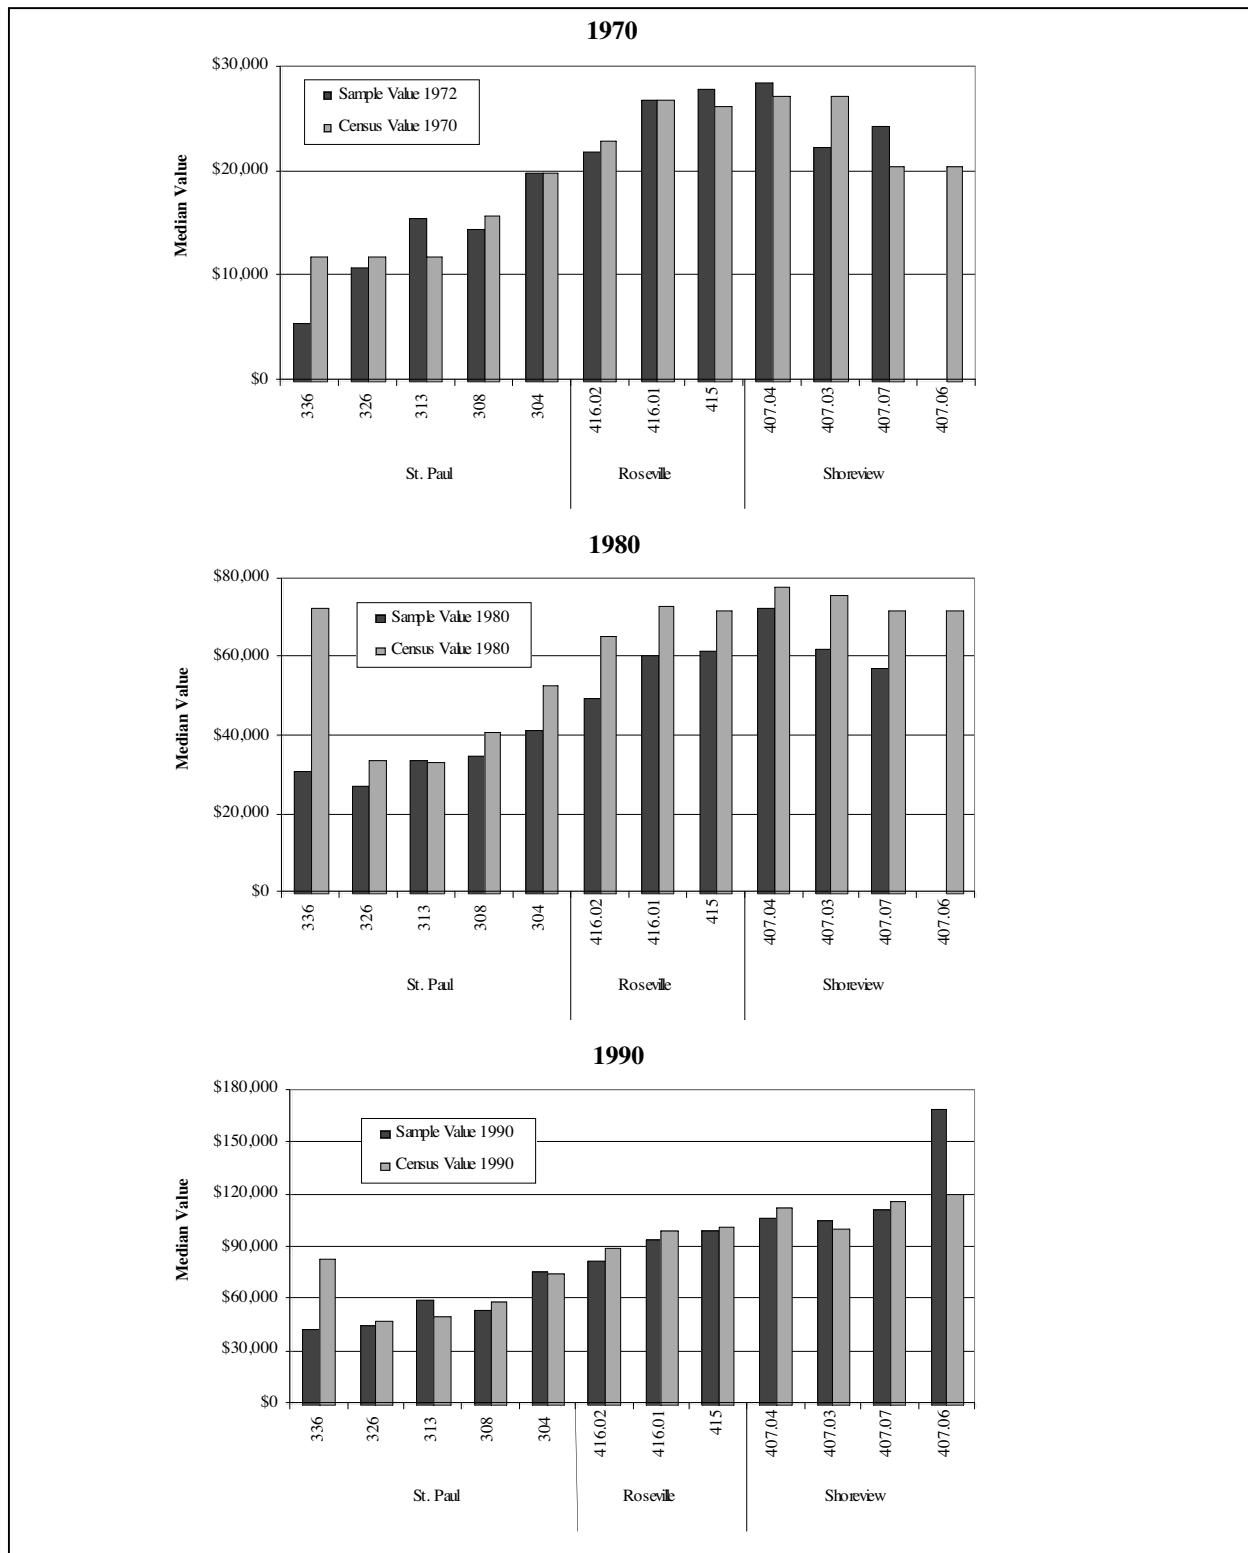 1970
$30,000
Sample Value 1972
Census Value 1970
$20,000
$10,000
$0
Median Value
336 326 313 308 304 416.02 416.01 415 407.04 407.03 407.07 407.06
St. Paul Roseville Shoreview
1980
$80,000
Sample Value 1980
Census Value 1980
$60,000
$40,000
$20,000
$0
Median Value
336 326 313 308 304 416.02 416.01 415 407.04 407.03 407.07 407.06
St. Paul Roseville Shoreview
1990
$180,000
Sample Value 1990
$150,000
Census Value 1990
$120,000
$90,000
$60,000
$30,000
$0
Median Value
336 326 313 308 304 416.02 416.01 415 407.04 407.03 407.07 407.06
St. Paul Roseville Shoreview